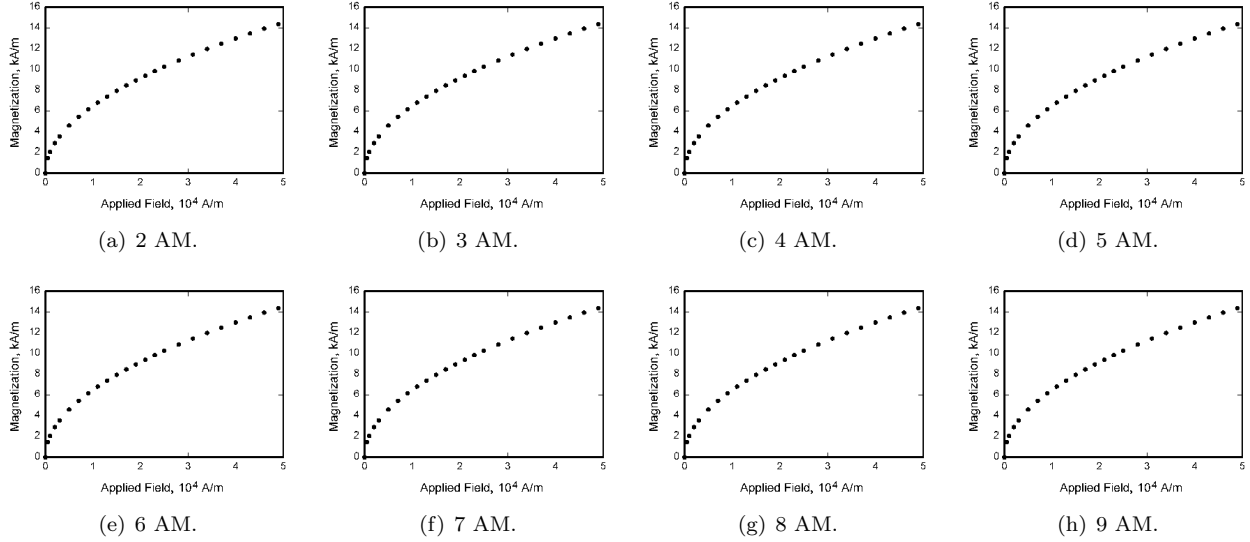 16
14
12
10
8
6
4
2
0
Magnetization, kA/m
0 1 2 3 4 5
Applied Field, 10⁴ A/m
(a) 2 AM.
16
14
12
10
8
6
4
2
0
Magnetization, kA/m
0 1 2 3 4 5
Applied Field, 10⁴ A/m
(b) 3 AM.
16
14
12
10
8
6
4
2
0
Magnetization, kA/m
0 1 2 3 4 5
Applied Field, 10⁴ A/m
(c) 4 AM.
16
14
12
10
8
6
4
2
0
Magnetization, kA/m
0 1 2 3 4 5
Applied Field, 10⁴ A/m
(d) 5 AM.
16
14
12
10
8
6
4
2
0
Magnetization, kA/m
0 1 2 3 4 5
Applied Field, 10⁴ A/m
(e) 6 AM.
16
14
12
10
8
6
4
2
0
Magnetization, kA/m
0 1 2 3 4 5
Applied Field, 10⁴ A/m
(f) 7 AM.
16
14
12
10
8
6
4
2
0
Magnetization, kA/m
0 1 2 3 4 5
Applied Field, 10⁴ A/m
(g) 8 AM.
16
14
12
10
8
6
4
2
0
Magnetization, kA/m
0 1 2 3 4 5
Applied Field, 10⁴ A/m
(h) 9 AM.